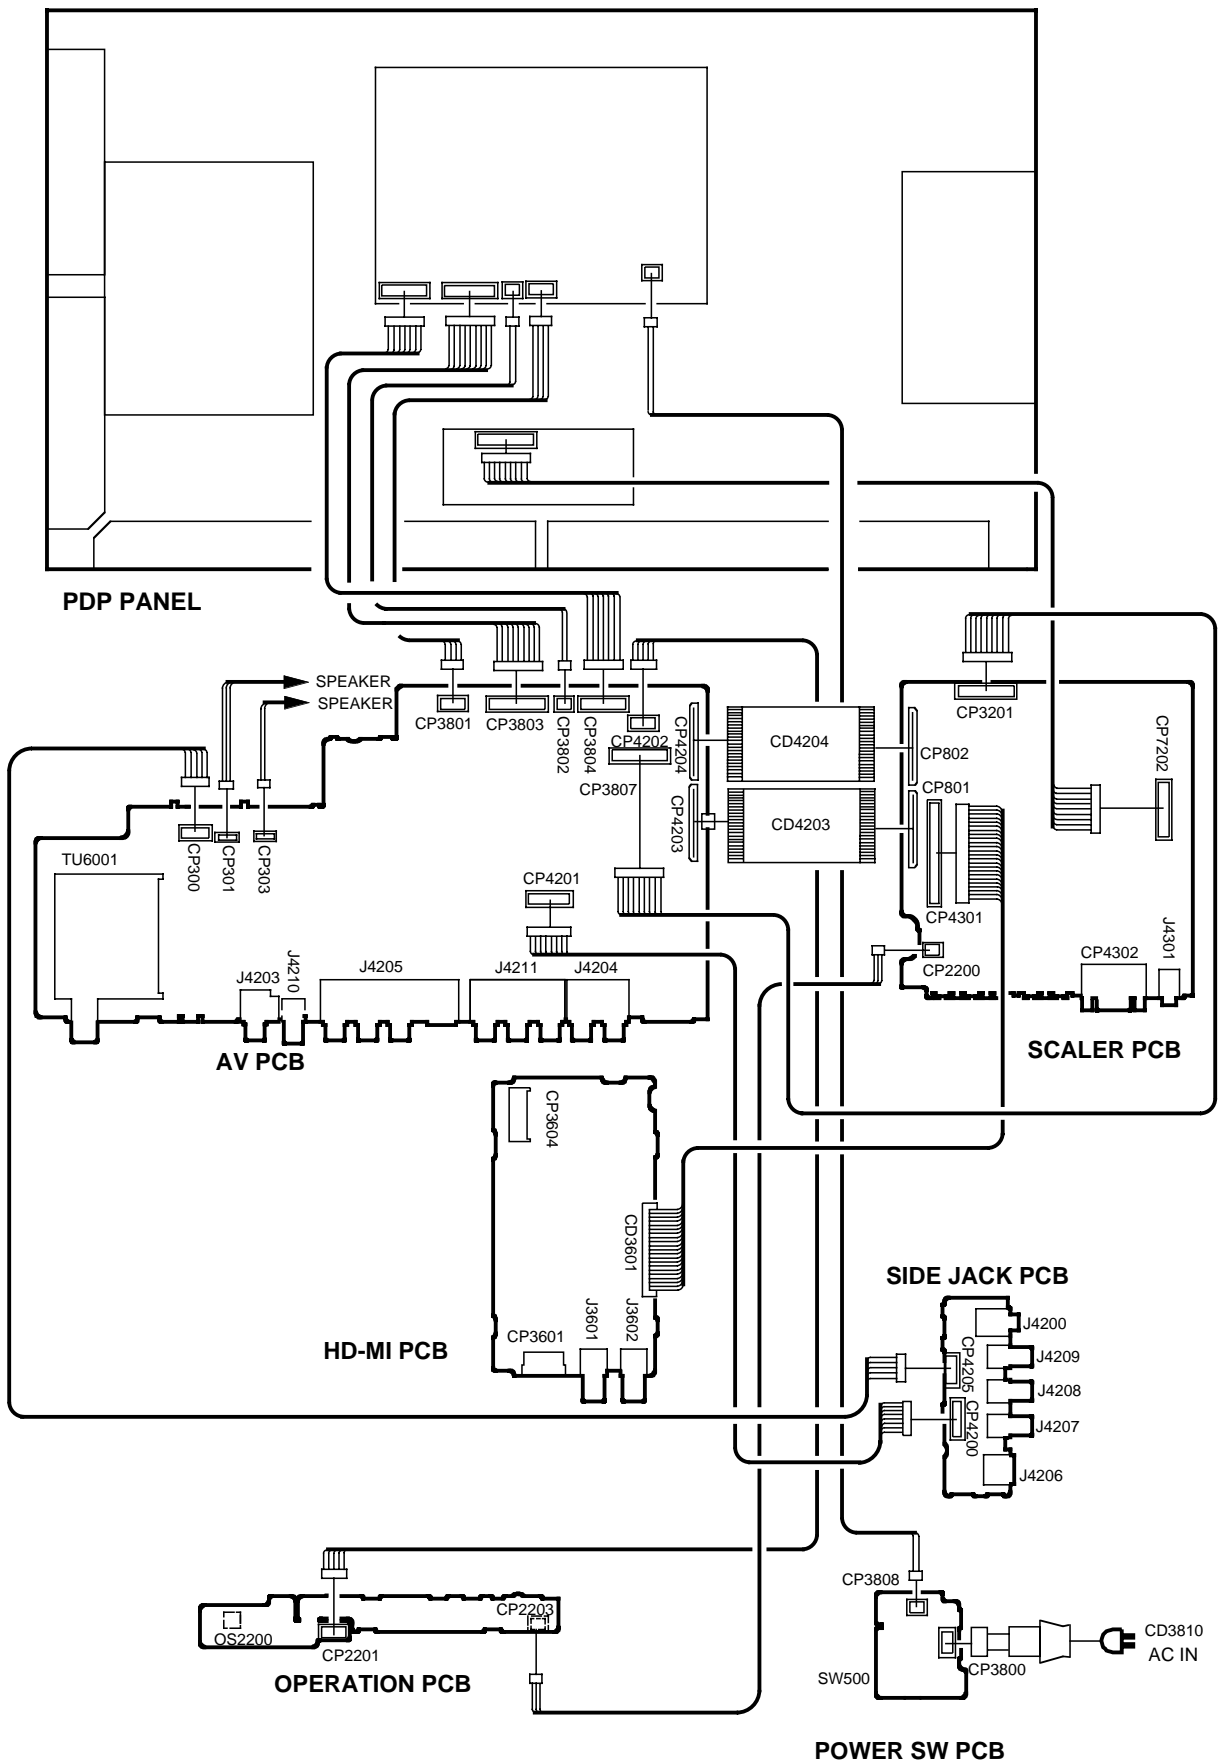 PDP PANEL
SPEAKER
SPEAKER
CP3801
CP3803
CP3802
CP3804
CP4202
CP3807
CP4204
CP4203
CD4204
CD4203
CP3201
CP802
CP801
CP7202
TU6001
CP300
CP301
CP303
CP4201
CP4301
CP2200
CP4302
J4301
J4203
J4210
J4205
J4211
J4204
AV PCB
SCALER PCB
CP3604
CD3601
SIDE JACK PCB
HD-MI PCB
CP3601
J3601
J3602
CP4205
CP4200
J4200
J4209
J4208
J4207
J4206
CP3808
OS2200
CP2201
CP2203
OPERATION PCB
SW500
CP3800
CD3810
AC IN
POWER SW PCB